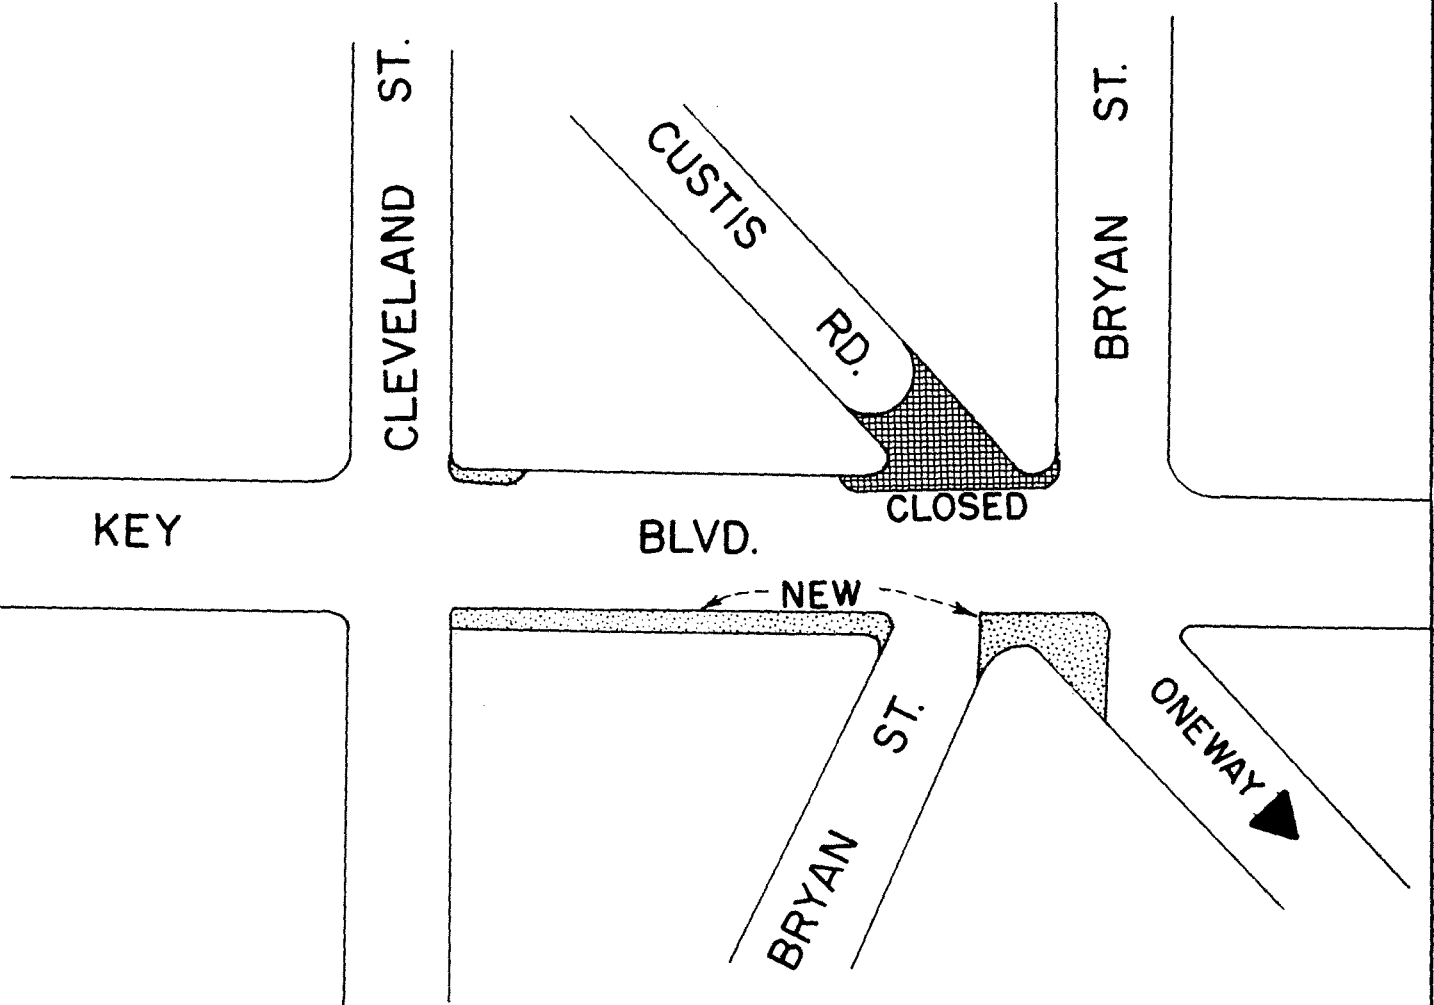 CLEVELAND ST.
CUSTIS RD.
BRYAN ST.
KEY BLVD.
CLOSED
NEW
BRYAN ST.
ONEWAY